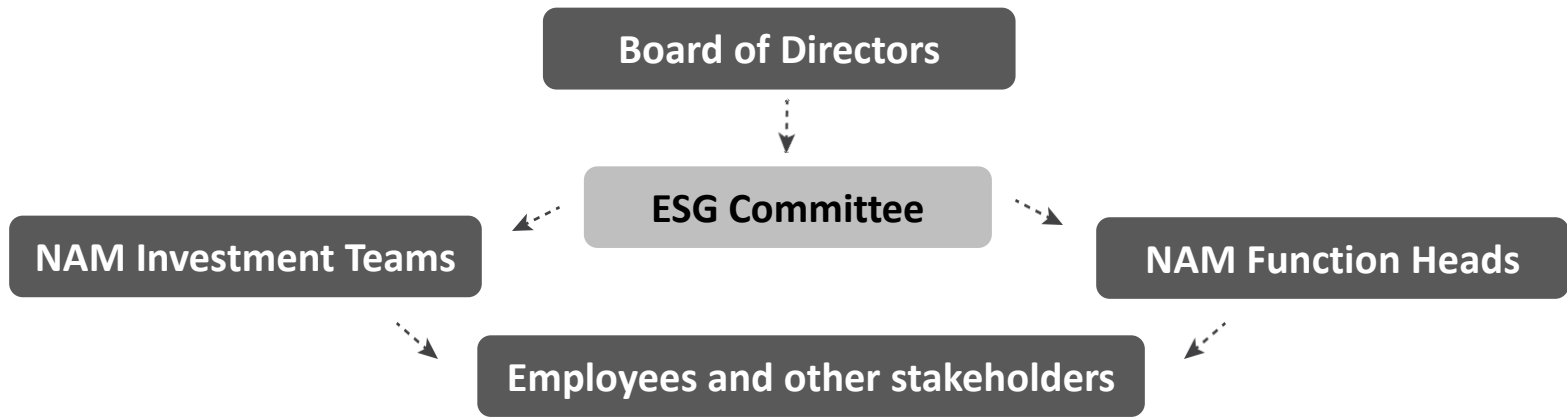 Board of Directors
ESG Committee
NAM Investment Teams
NAM Function Heads
Employees and other stakeholders